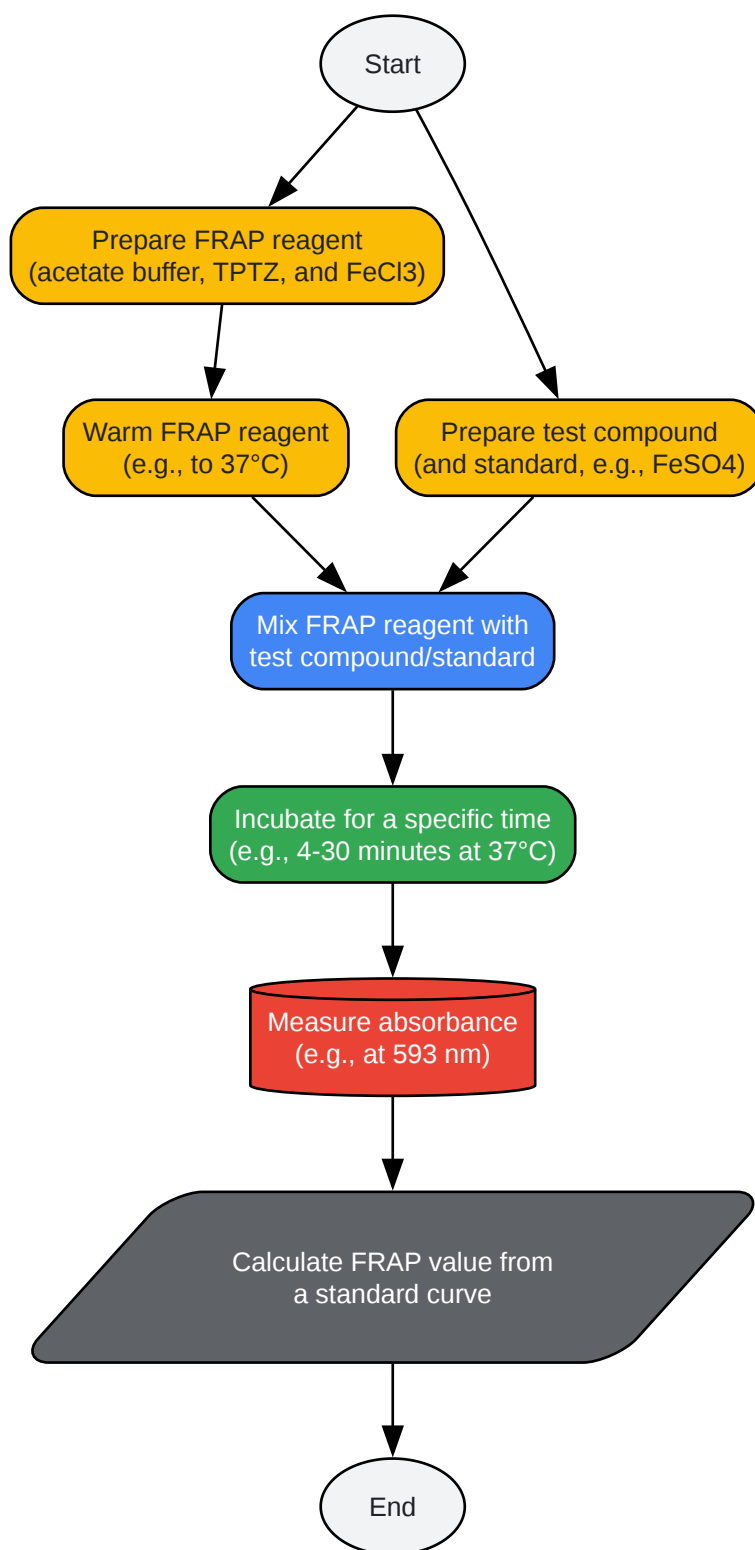 Start
Prepare FRAP reagent
(acetate buffer, TPTZ, and FeCl3)
Warm FRAP reagent
(e.g., to 37°C)
Prepare test compound
(and standard, e.g., FeSO4)
Mix FRAP reagent with
test compound/standard
Incubate for a specific time
(e.g., 4-30 minutes at 37°C)
Measure absorbance
(e.g., at 593 nm)
Calculate FRAP value from
a standard curve
End